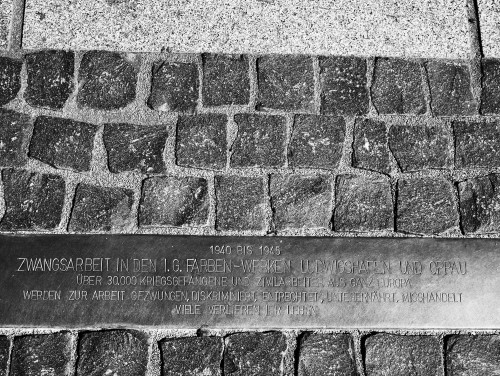 1940 BIS 1945
ZWANGSARBEIT IN DEN I.G. FARBEN-WERKEN LUDWIGSHAFEN UND OPPAU
ÜBER 30.000 KRIEGSGEFANGENE UND ZIVILARBEITER AUS GANZ EUROPA
WERDEN ZUR ARBEIT GEZWUNGEN, DISKRIMINIERT, ENTRECHTET, UNTERERNÄHRT, MISSHANDELT
VIELE VERLIEREN IHR LEBEN